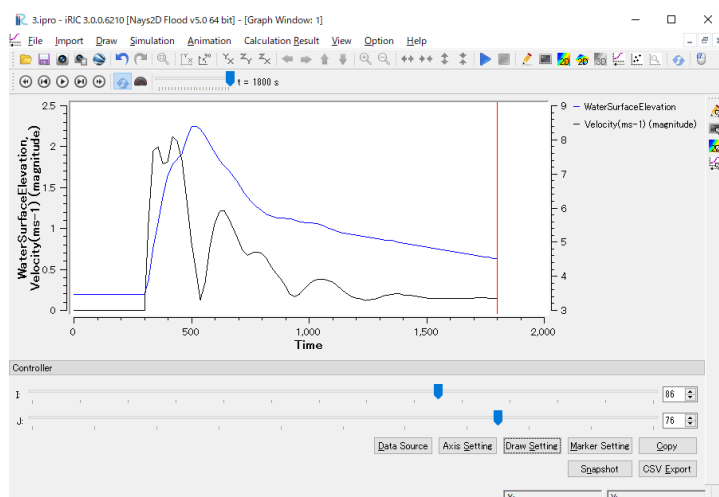 3.ipro - iRIC 3.0.0.6210 [Nays2D Flood v5.0 64 bit] - [Graph Window: 1]
File Import Draw Simulation Animation Calculation Result View Option Help
t = 1800 s
2.5 9 WaterSurfaceElevation
8 Velocity(ms-1) (magnitude)
2
7
1.5
6
1
5
0.5
4
0 3
WaterSurfaceElevation,
Velocity(ms-1) (magnitude)
0 500 1,000 1,500 2,000
Time
Controller
I: 86
J: 76
Data Source Axis Setting Draw Setting Marker Setting Copy
Snapshot CSV Export